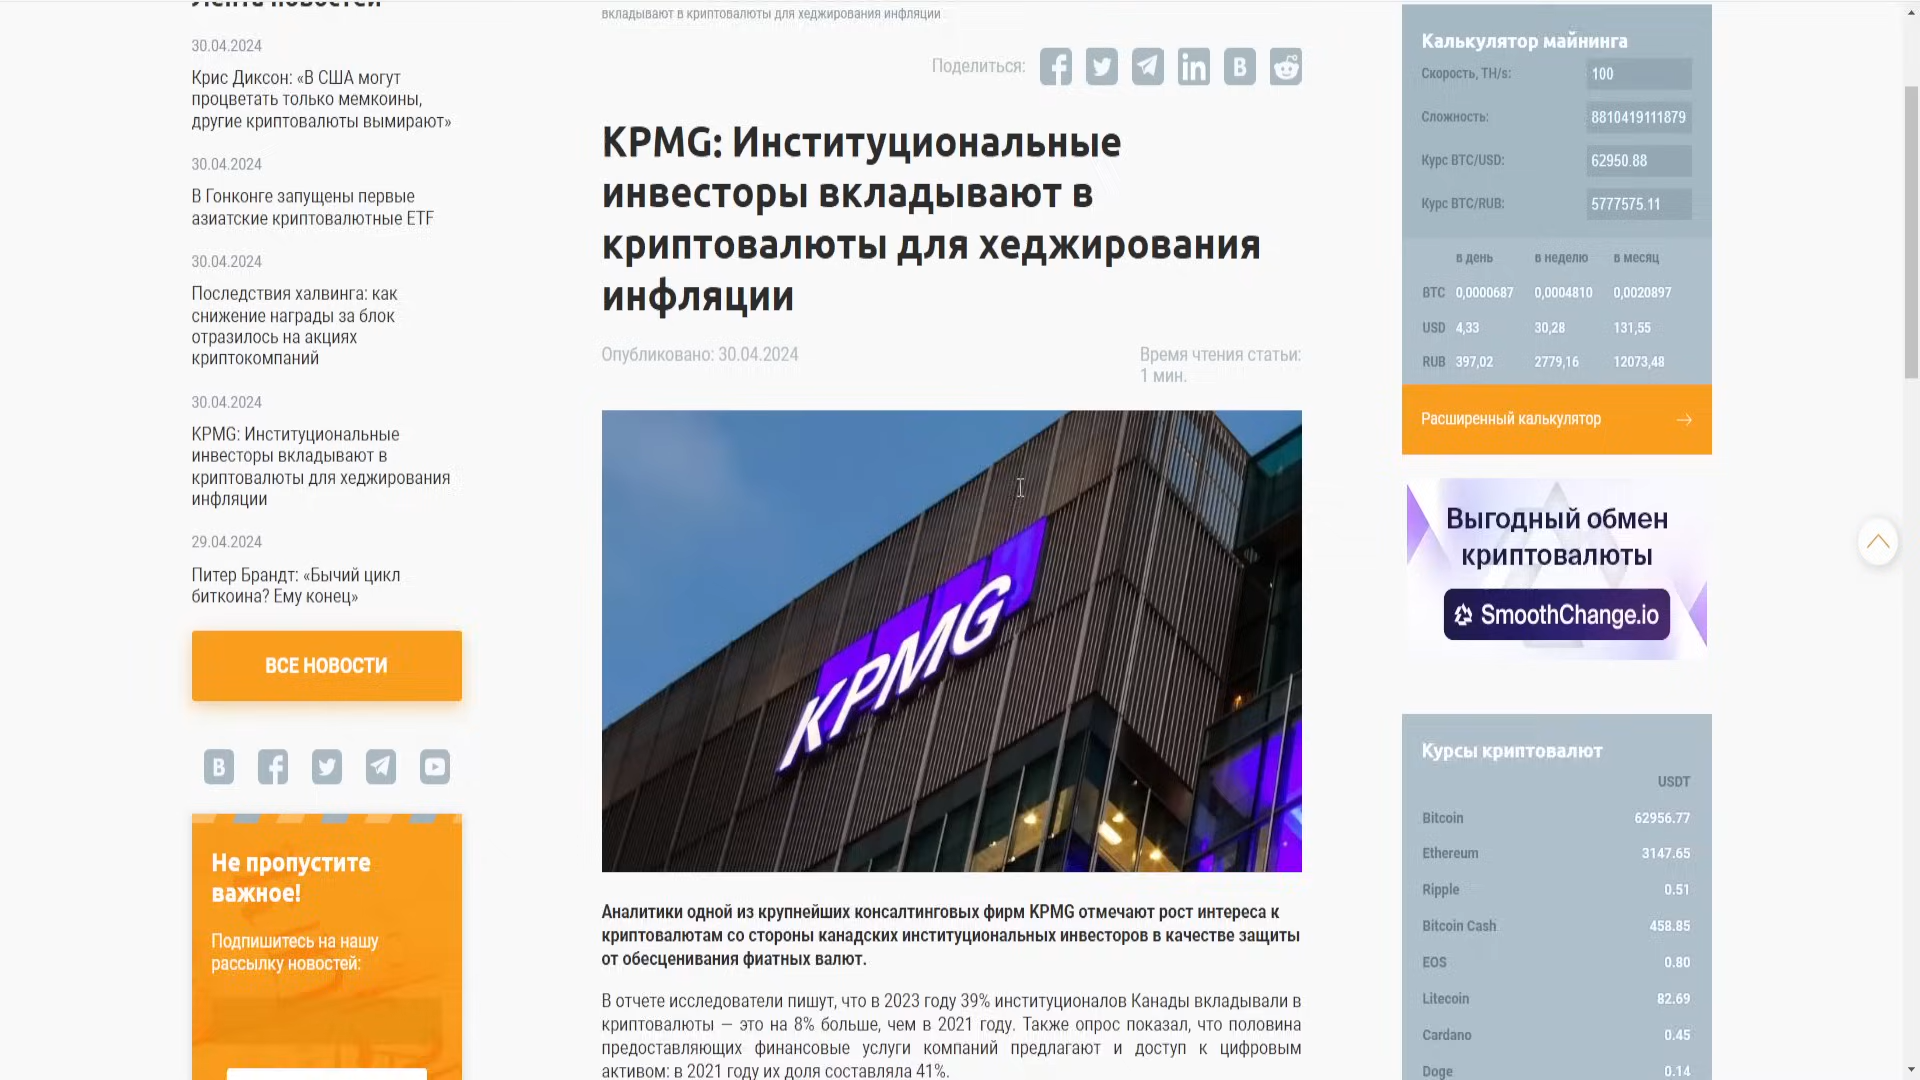 Лента новостей
30.04.2024
Крис Диксон: «В США могут
процветать только мемкоины,
другие криптовалюты вымирают»
30.04.2024
В Гонконге запущены первые
азиатские криптовалютные ETF
30.04.2024
Последствия халвинга: как
снижение награды за блок
отразилось на акциях
криптокомпаний
30.04.2024
KPMG: Институциональные
инвесторы вкладывают в
криптовалюты для хеджирования
инфляции
29.04.2024
Питер Брандт: «Бычий цикл
биткоина? Ему конец»
ВСЕ НОВОСТИ
Не пропустите
важное!
Подпишитесь на нашу
рассылку новостей:
вкладывают в криптовалюты для хеджирования инфляции
Поделиться:
KPMG: Институциональные
инвесторы вкладывают в
криптовалюты для хеджирования
инфляции
Опубликовано: 30.04.2024
Время чтения статьи:
1 мин.
KPMG
Аналитики одной из крупнейших консалтинговых фирм KPMG отмечают рост интереса к
криптовалютам со стороны канадских институциональных инвесторов в качестве защиты
от обесценивания фиатных валют.
В отчете исследователи пишут, что в 2023 году 39% институционалов Канады вкладывали в
криптовалюты — это на 8% больше, чем в 2021 году. Также опрос показал, что половина
предоставляющих финансовые услуги компаний предлагают и доступ к цифровым
активом: в 2021 году их доля составляла 41%.
Калькулятор майнинга
Скорость, TH/s: 100
Сложность: 8810419111879
Курс BTC/USD: 62950.88
Курс BTC/RUB: 5777575.11
в день в неделю в месяц
BTC 0,0000687 0,0004810 0,0020897
USD 4,33 30,28 131,55
RUB 397,02 2779,16 12073,48
Расширенный калькулятор
Выгодный обмен
криптовалюты
SmoothChange.io
Курсы криптовалют
USDT
Bitcoin 62956.77
Ethereum 3147.65
Ripple 0.51
Bitcoin Cash 458.85
EOS 0.80
Litecoin 82.69
Cardano 0.45
Doge 0.14